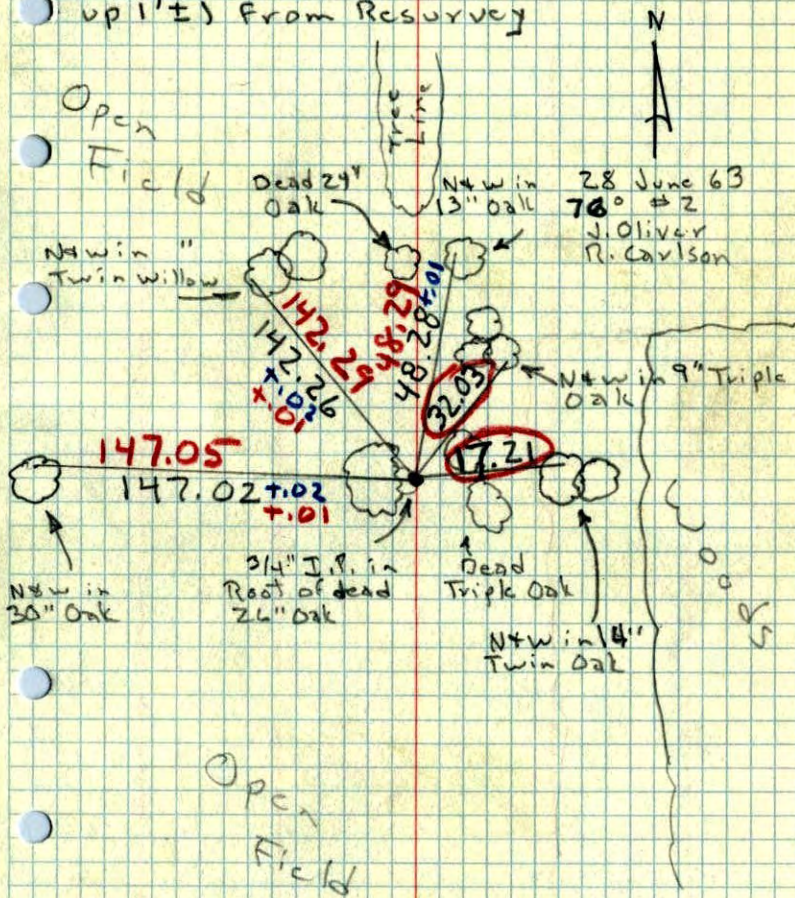 up 1'±) From Resurvey
N
Open
Field
Tree
Line
Dead 24"
Oak
N&W in
13" Oak
28 June 63
78° #2
J. Oliver
R. Carlson
N&W in "
Twin Willow
142.29
142.26
+.02
+.01
48.29
48.28 +.01
32.03
N&W in 9" Triple
Oak
17.21
147.05
147.02 +.02
+.01
N&W in
30" Oak
3/4" I.P. in
Root of dead
26" Oak
Dead
Triple Oak
N&W in 14"
Twin Oak
Woods
Open
Field